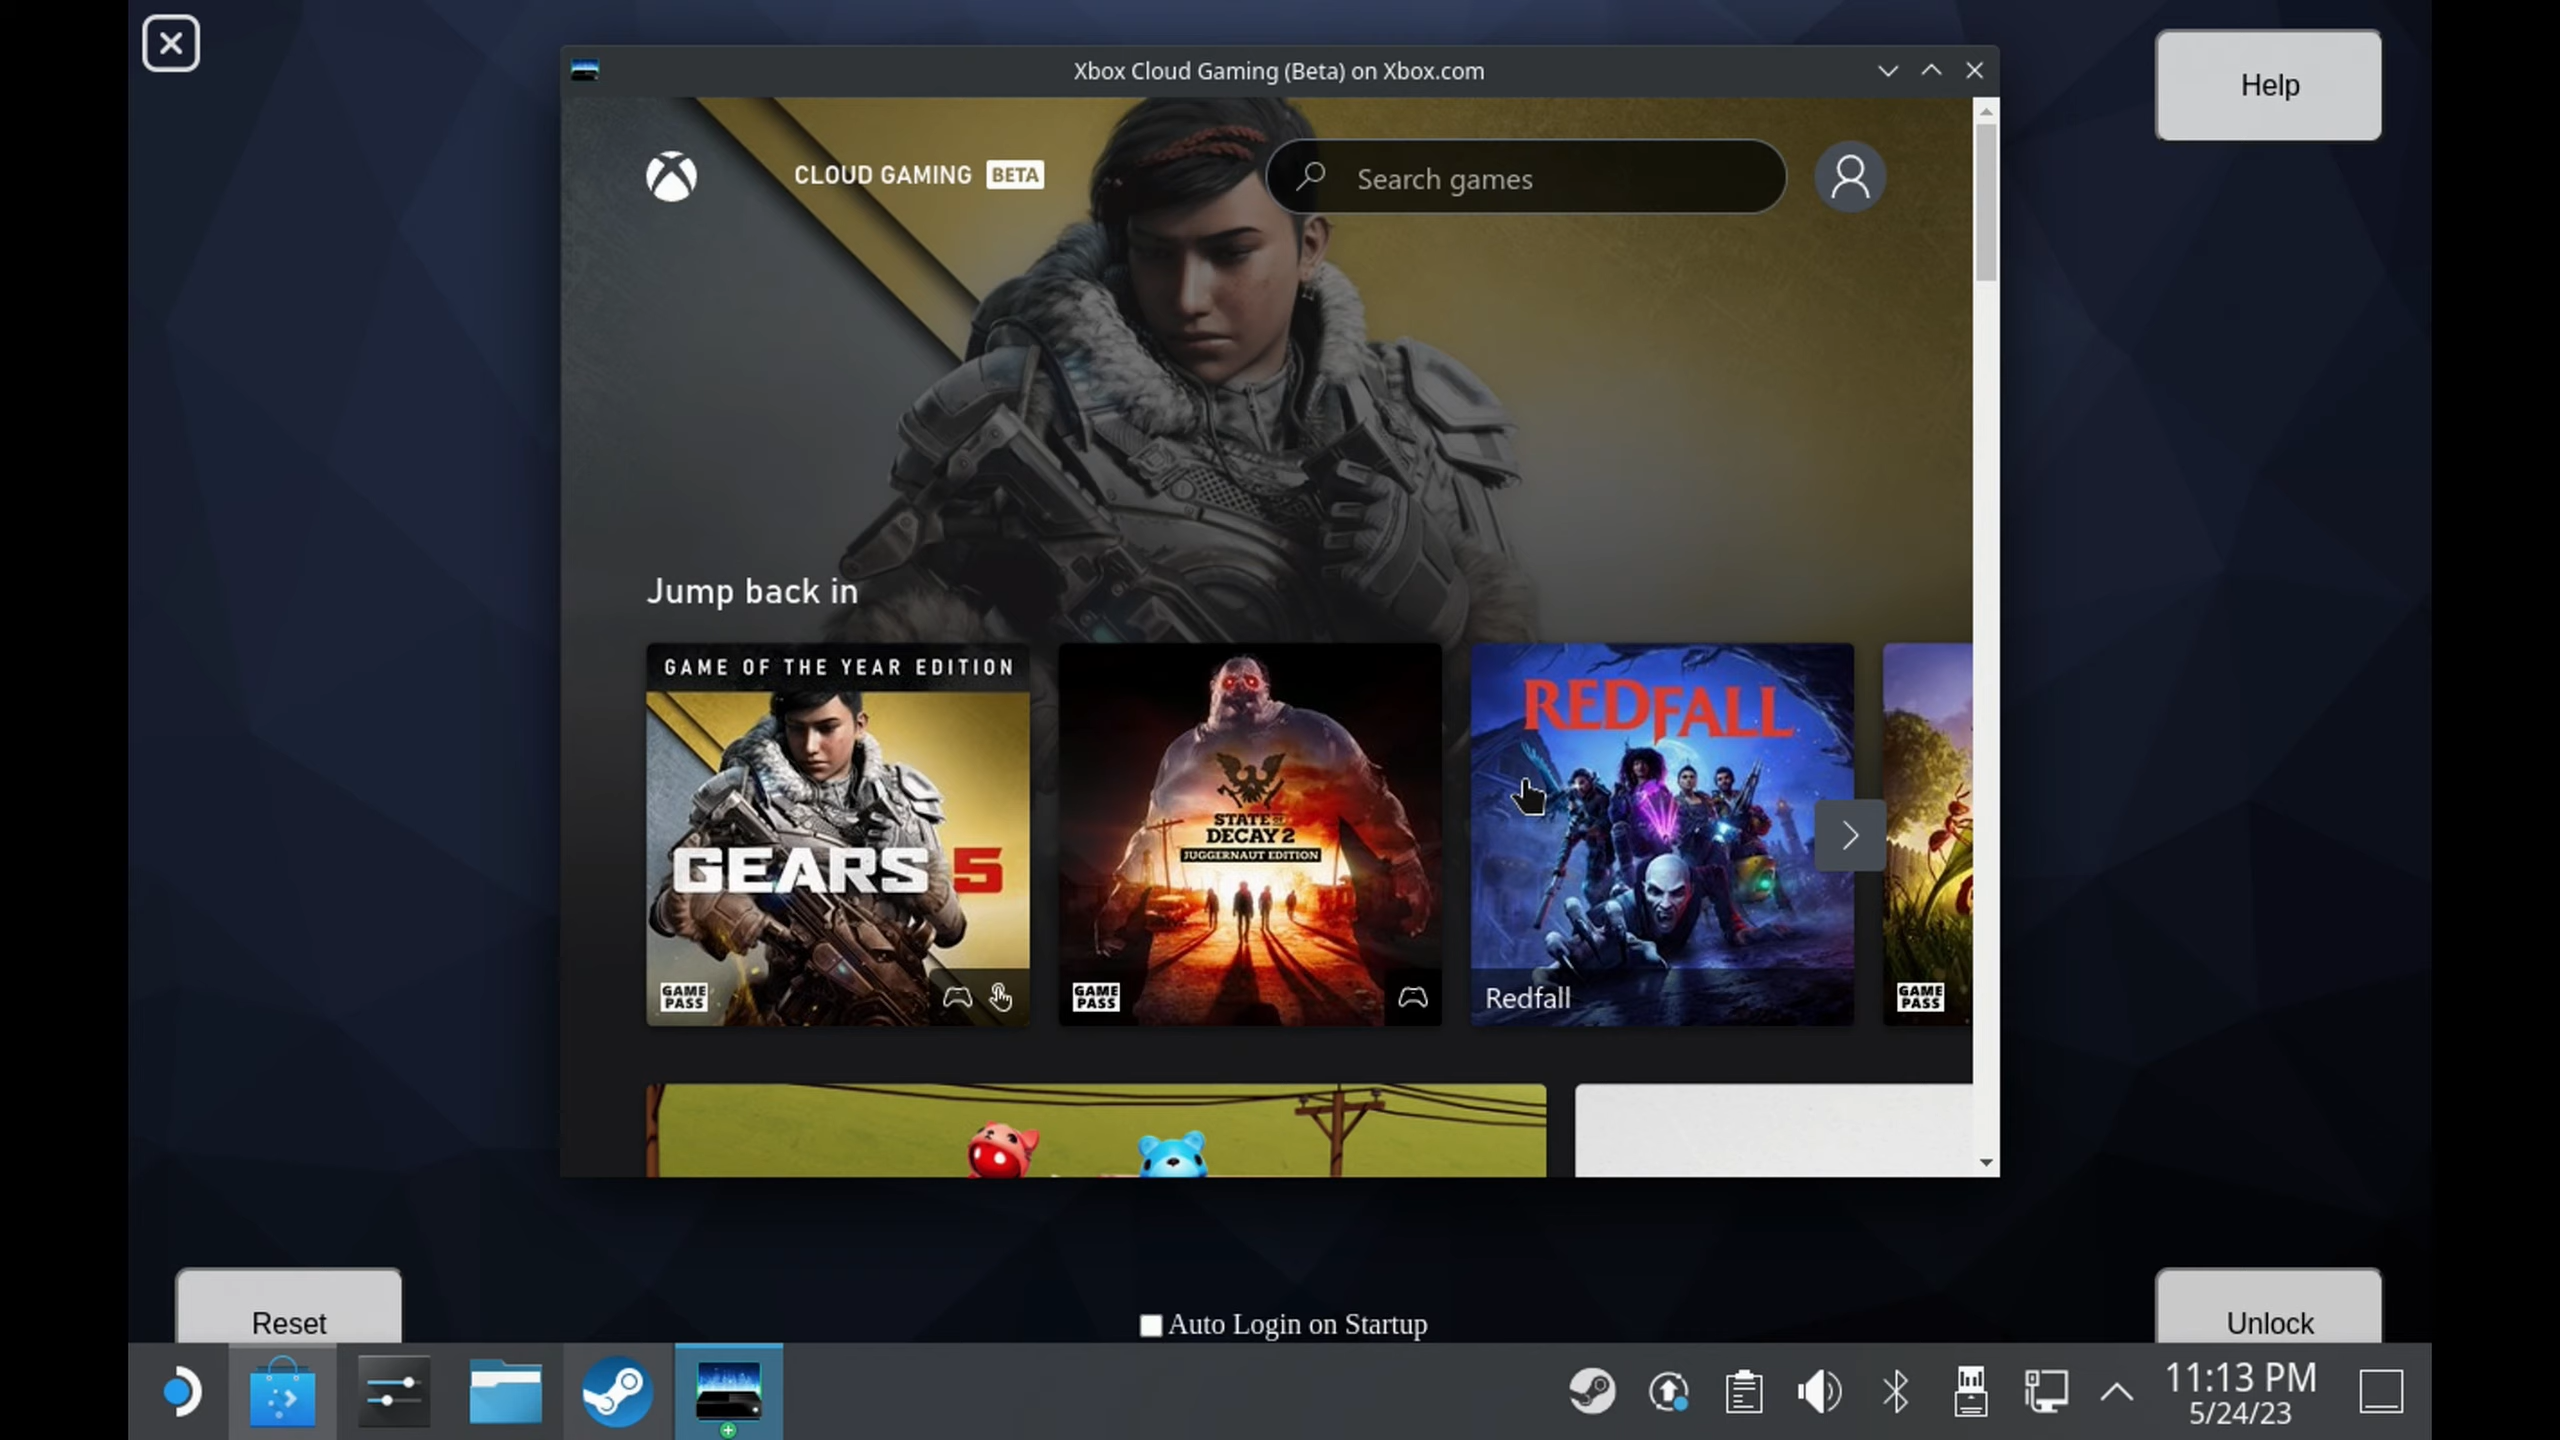 Help
Xbox Cloud Gaming (Beta) on Xbox.com
CLOUD GAMING BETA
Search games
Jump back in
GAME OF THE YEAR EDITION
GEARS 5
GAME PASS
STATE OF
DECAY 2
JUGGERNAUT EDITION
GAME PASS
REDFALL
Redfall
GAME PASS
Reset
Auto Login on Startup
Unlock
11:13 PM
5/24/23